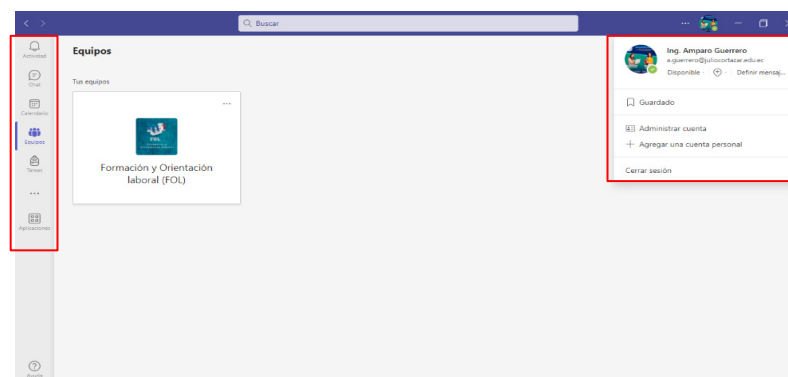 Buscar
Actividad
Chat
Calendario
Equipos
Tareas
Aplicaciones
Ayuda
Equipos
Tus equipos
FOL
Formación y Orientación
laboral (FOL)
Ing. Amparo Guerrero
a.guerrero@juliocortazar.edu.ec
Disponible
Definir mensaj...
Guardado
Administrar cuenta
Agregar una cuenta personal
Cerrar sesión